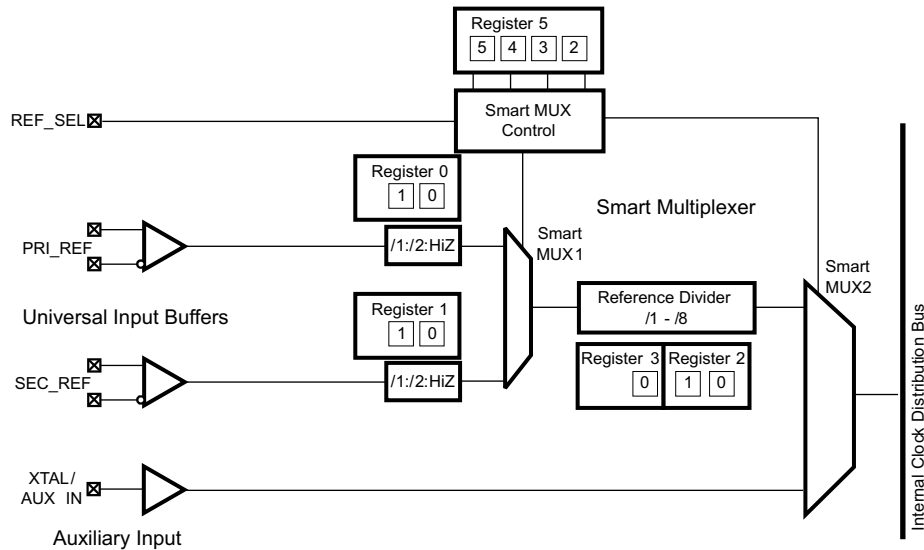 Register 5
5 4 3 2
REF_SEL
Smart MUX
Control
Register 0
1 0
PRI_REF
/1:/2:HiZ
Smart
MUX1
Smart Multiplexer
Smart
MUX2
Reference Divider
/1 - /8
Universal Input Buffers
Register 1
1 0
SEC_REF
/1:/2:HiZ
Register 3
0
Register 2
1 0
XTAL/
AUX IN
Auxiliary Input
Internal Clock Distribution Bus